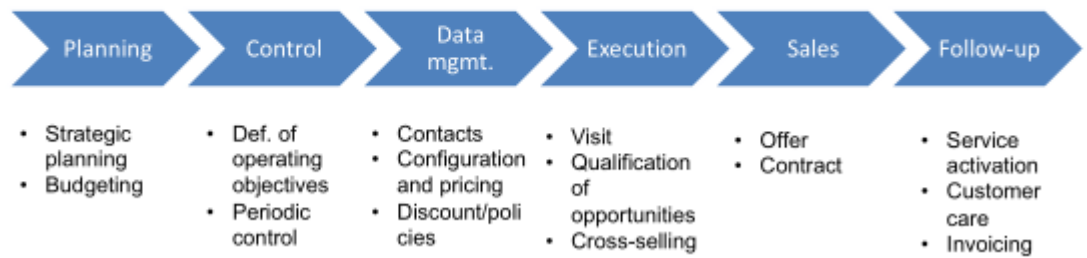 Planning
Control
Data
mgmt.
Execution
Sales
Follow-up
• Strategic
planning
• Budgeting
• Def. of
operating
objectives
• Periodic
control
• Contacts
• Configuration
and pricing
• Discount/poli
cies
• Visit
• Qualification
of
opportunities
• Cross-selling
• Offer
• Contract
• Service
activation
• Customer
care
• Invoicing